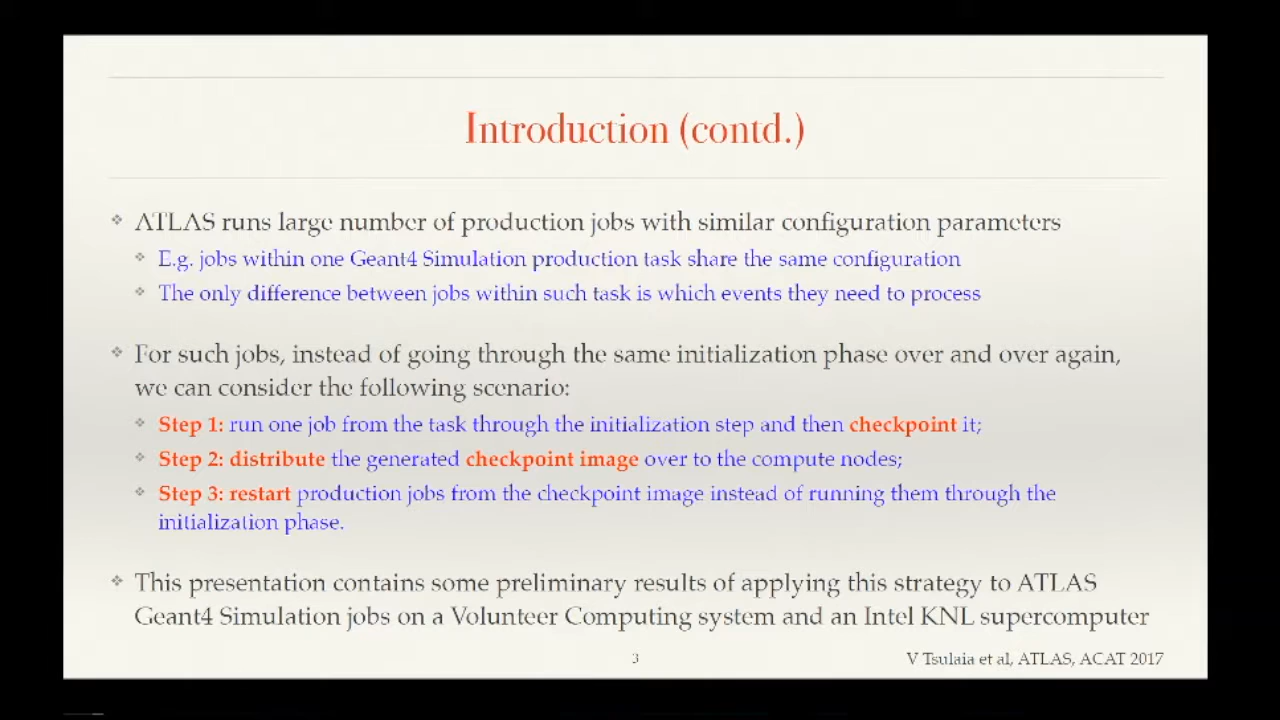 Introduction (contd.)
ATLAS runs large number of production jobs with similar configuration parameters
E.g. jobs within one Geant4 Simulation production task share the same configuration
The only difference between jobs within such task is which events they need to process
For such jobs, instead of going through the same initialization phase over and over again,
we can consider the following scenario:
Step 1: run one job from the task through the initialization step and then checkpoint it;
Step 2: distribute the generated checkpoint image over to the compute nodes;
Step 3: restart production jobs from the checkpoint image instead of running them through the
initialization phase.
This presentation contains some preliminary results of applying this strategy to ATLAS
Geant4 Simulation jobs on a Volunteer Computing system and an Intel KNL supercomputer
3
V Tsulaia et al, ATLAS, ACAT 2017